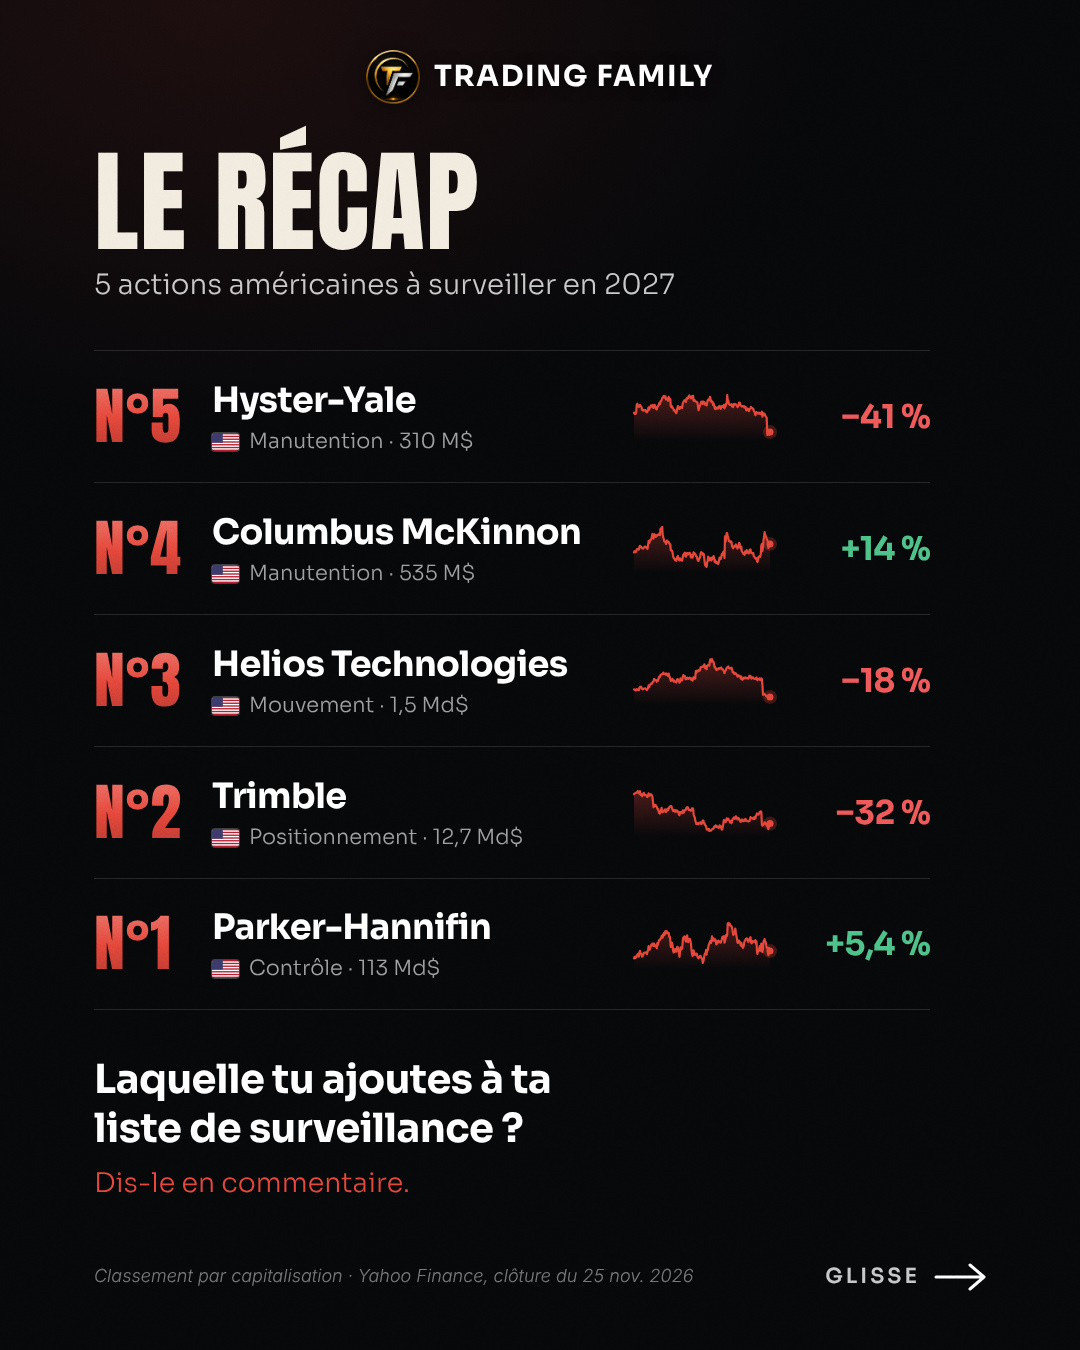 TF TRADING FAMILY
LE RÉCAP
5 actions américaines à surveiller en 2027
N°5 Hyster-Yale −41 %
Manutention · 310 M$
N°4 Columbus McKinnon +14 %
Manutention · 535 M$
N°3 Helios Technologies −18 %
Mouvement · 1,5 Md$
N°2 Trimble −32 %
Positionnement · 12,7 Md$
N°1 Parker-Hannifin +5,4 %
Contrôle · 113 Md$
Laquelle tu ajoutes à ta
liste de surveillance ?
Dis-le en commentaire.
Classement par capitalisation · Yahoo Finance, clôture du 25 nov. 2026
GLISSE